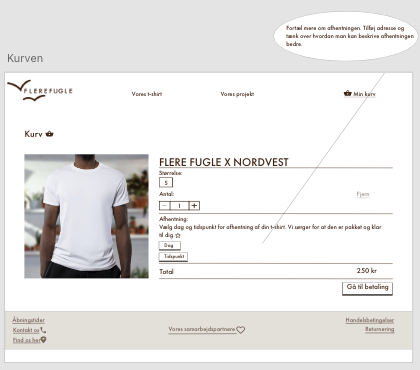 Fortæl mere om afhentningen. Tilføj adresse og
tænk over hvordan man kan beskrive afhentningen
bedre.
Kurven
FLEREFUGLE
Vores t-shirt
Vores projekt
Min kurv
Kurv
FLERE FUGLE X NORDVEST
Størrelse:
S
Antal:
Fjern
− 1 +
Afhentning:
Vælg dag og tidspunkt for afhentning af din t-shirt. Vi sørger for at den er pakket og klar
til dig ☆
Dag
Tidspunkt
Total
250 kr
Gå til betaling
Åbningstider
Kontakt os
Find os her
Vores samarbejdspartnere
Handelsbetingelser
Returnering